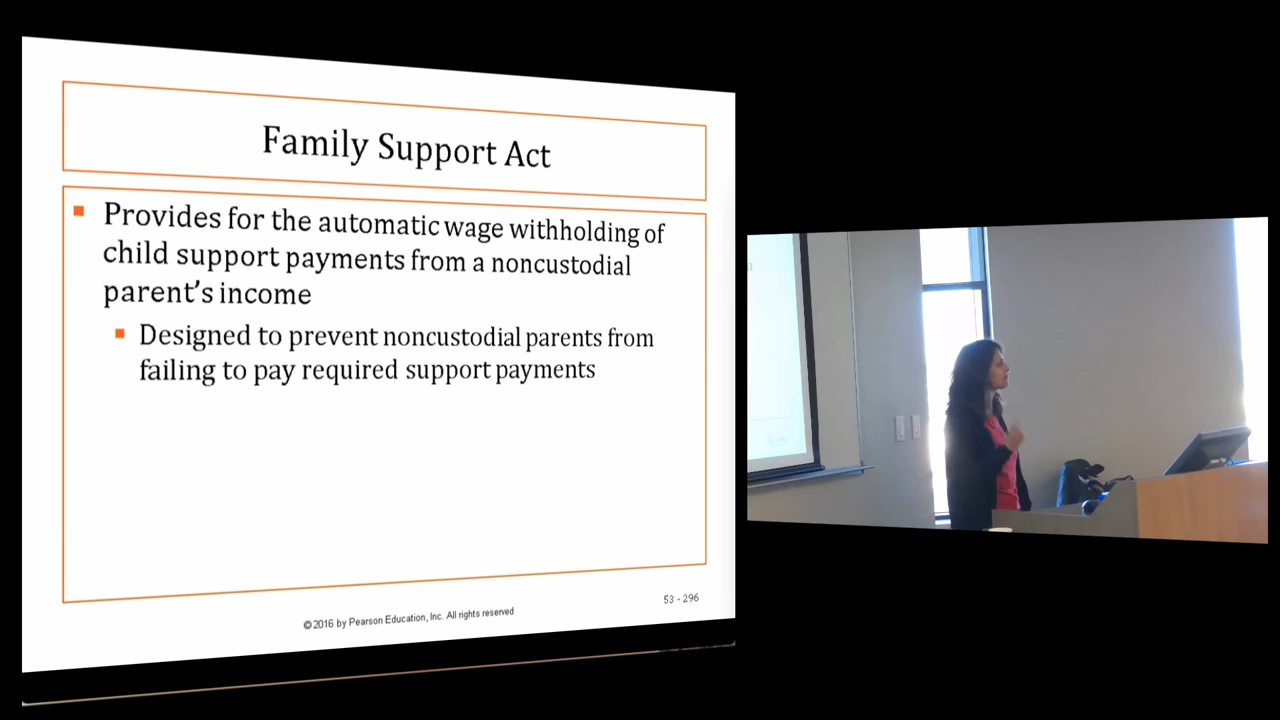 Family Support Act
Provides for the automatic wage withholding of
child support payments from a noncustodial
parent's income
Designed to prevent noncustodial parents from
failing to pay required support payments
53 - 296
©2016 by Pearson Education, Inc. All rights reserved